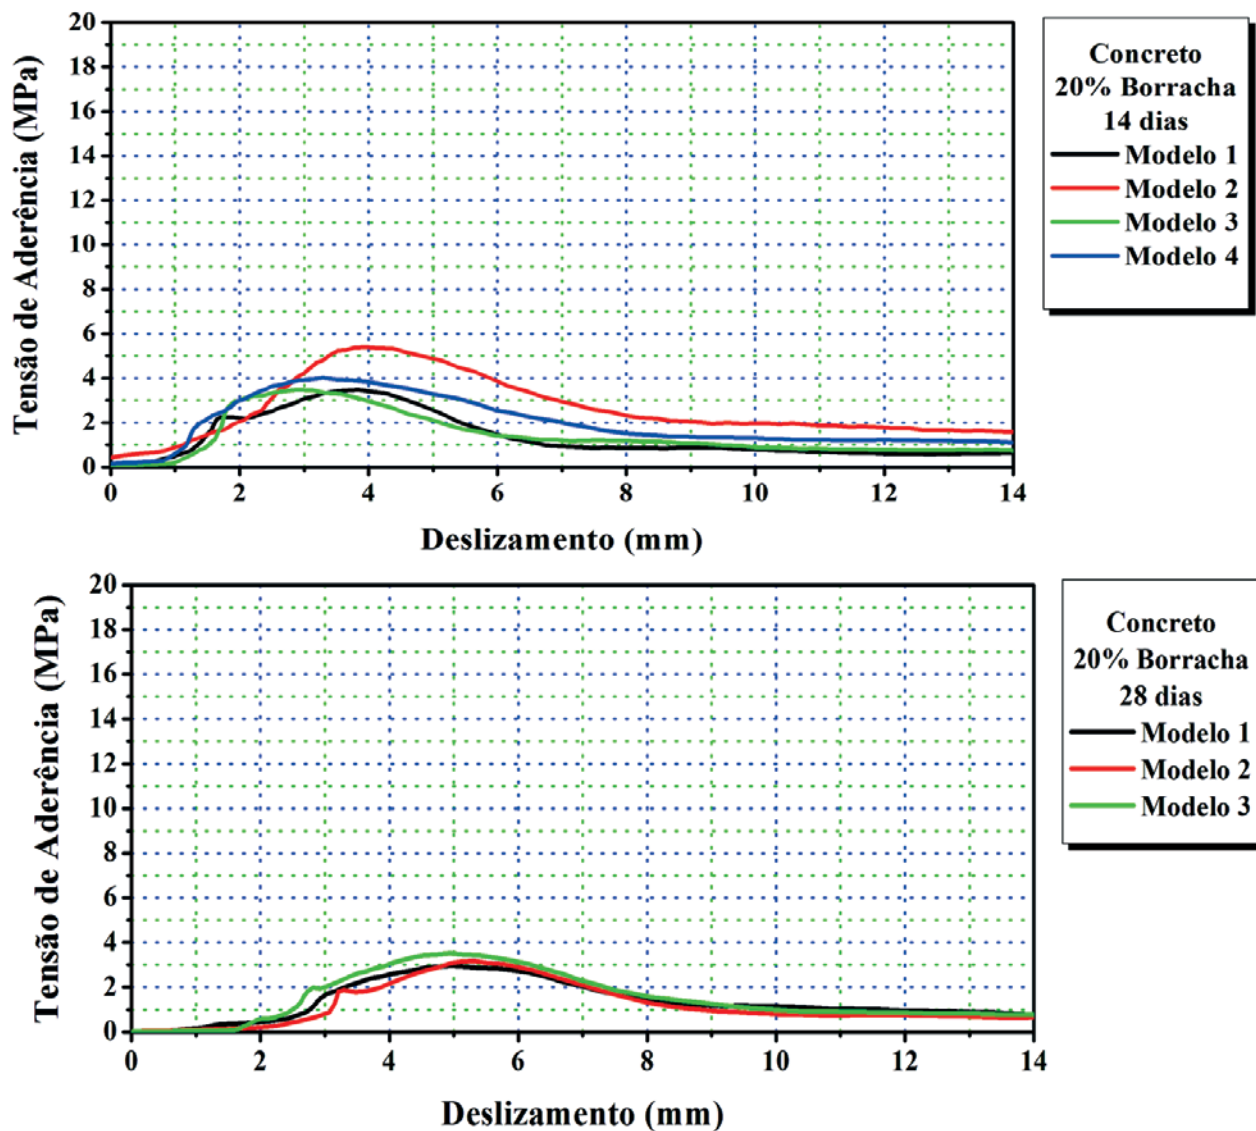 20
18
16
14
12
10
8
6
4
2
0
Tensão de Aderência (MPa)
0 2 4 6 8 10 12 14
Deslizamento (mm)
Concreto
20% Borracha
14 dias
Modelo 1
Modelo 2
Modelo 3
Modelo 4
20
18
16
14
12
10
8
6
4
2
0
Tensão de Aderência (MPa)
0 2 4 6 8 10 12 14
Deslizamento (mm)
Concreto
20% Borracha
28 dias
Modelo 1
Modelo 2
Modelo 3